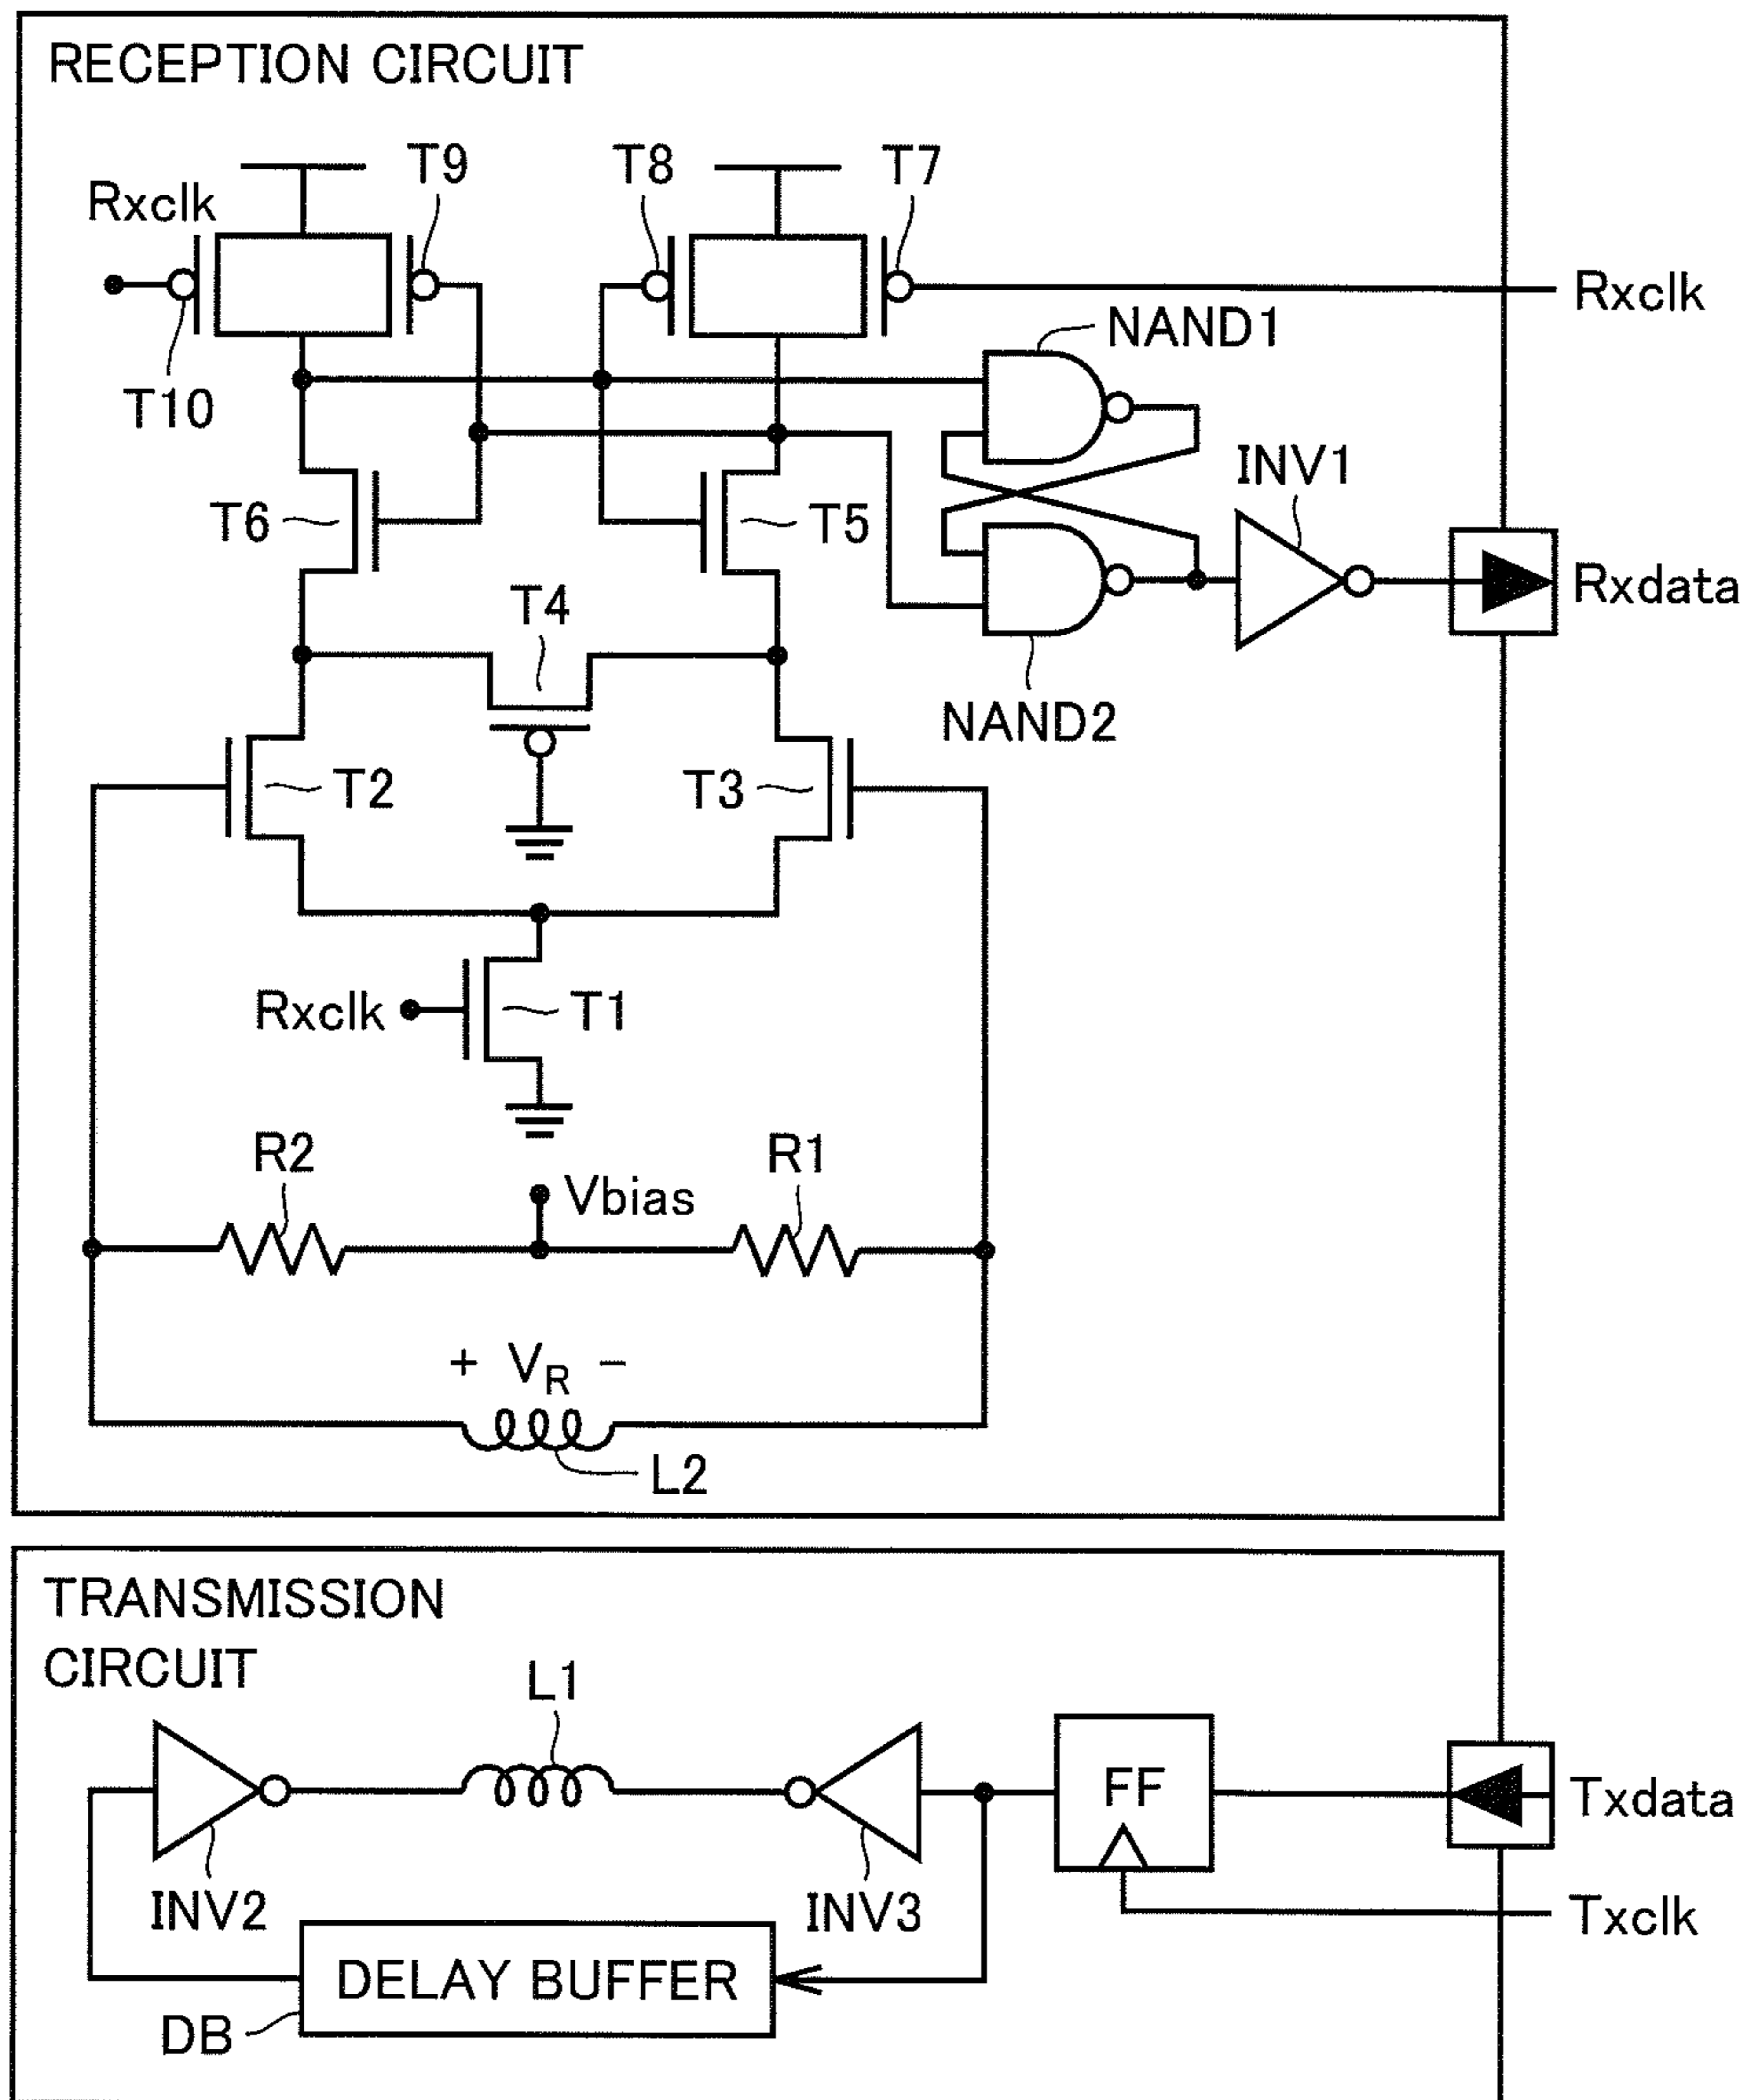 RECEPTION CIRCUIT
T9
T8
T7
Rxclk
Rxclk
NAND1
T10
INV1
T6
T5
T4
Rxdata
NAND2
T2
T3
Rxclk
T1
R2
R1
Vbias
+ VR −
L2
TRANSMISSION
CIRCUIT
L1
FF
Txdata
INV2
INV3
Txclk
DELAY BUFFER
DB